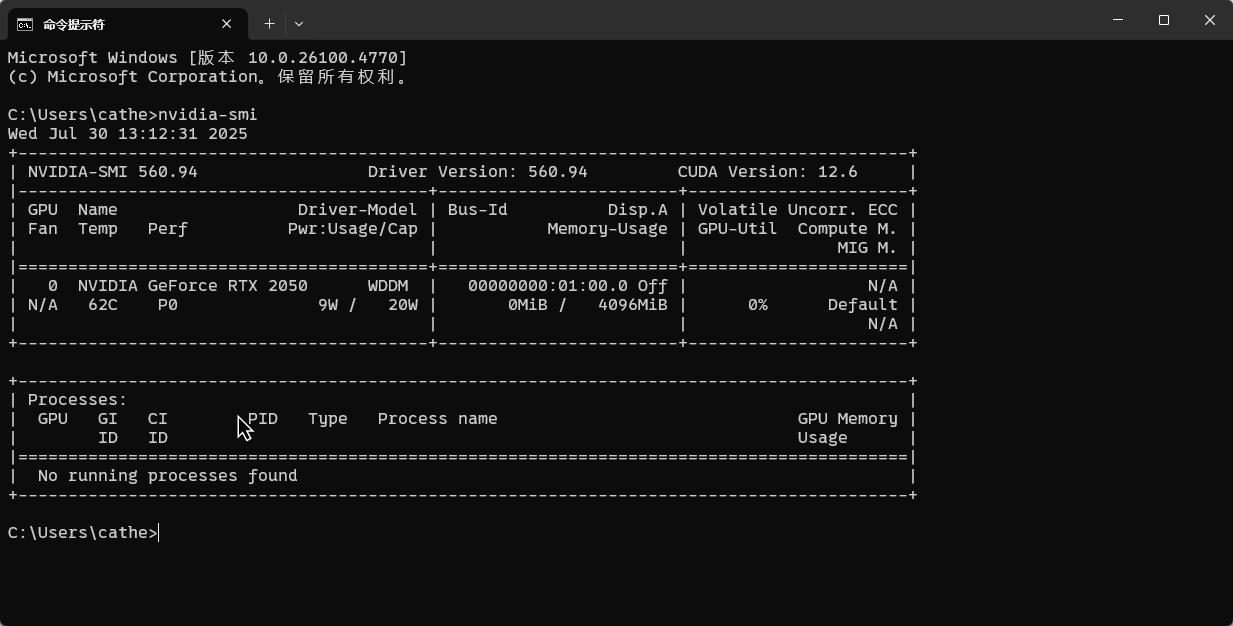 命令提示符
Microsoft Windows [版本 10.0.26100.4770]
(c) Microsoft Corporation。保留所有权利。
C:\Users\cathe>nvidia-smi
Wed Jul 30 13:12:31 2025
+-----------------------------------------------------------------------------------------+
| NVIDIA-SMI 560.94                 Driver Version: 560.94         CUDA Version: 12.6     |
|-----------------------------------------+------------------------+----------------------+
| GPU  Name                  Driver-Model | Bus-Id          Disp.A | Volatile Uncorr. ECC |
| Fan  Temp   Perf          Pwr:Usage/Cap |           Memory-Usage | GPU-Util  Compute M. |
|                                         |                        |               MIG M. |
|=========================================+========================+======================|
|   0  NVIDIA GeForce RTX 2050      WDDM  |   00000000:01:00.0 Off |                  N/A |
| N/A   62C    P0              9W /   20W |       0MiB /   4096MiB |      0%      Default |
|                                         |                        |                  N/A |
+-----------------------------------------+------------------------+----------------------+
+-----------------------------------------------------------------------------------------+
| Processes:                                                                              |
|  GPU   GI   CI        PID   Type   Process name                              GPU Memory |
|        ID   ID                                                               Usage      |
|=========================================================================================|
|  No running processes found                                                             |
+-----------------------------------------------------------------------------------------+
C:\Users\cathe>